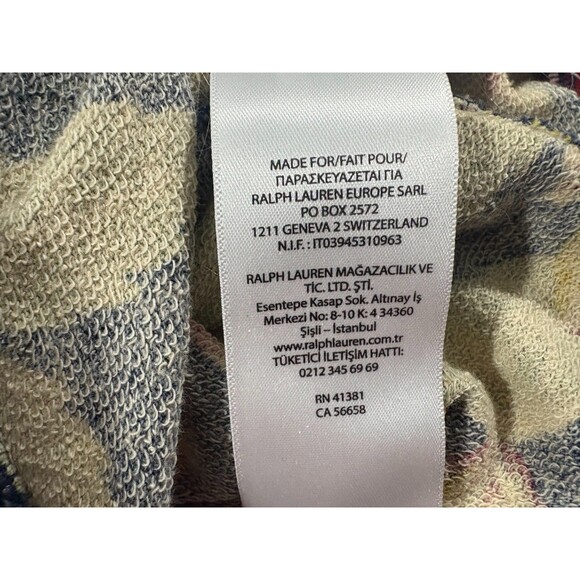 MADE FOR/FAIT POUR/
ΠΑΡΑΣΚΕΥΑΖΕΤΑΙ ΓΙΑ
RALPH LAUREN EUROPE SARL
PO BOX 2572
1211 GENEVA 2 SWITZERLAND
N.I.F. : IT03945310963
RALPH LAUREN MAĞAZACILIK VE
TİC. LTD. ŞTİ.
Esentepe Kasap Sok. Altınay İş
Merkezi No: 8-10 K: 4 34360
Şişli – İstanbul
www.ralphlauren.com.tr
TÜKETİCİ İLETİŞİM HATTI:
0212 345 69 69
RN 41381
CA 56658